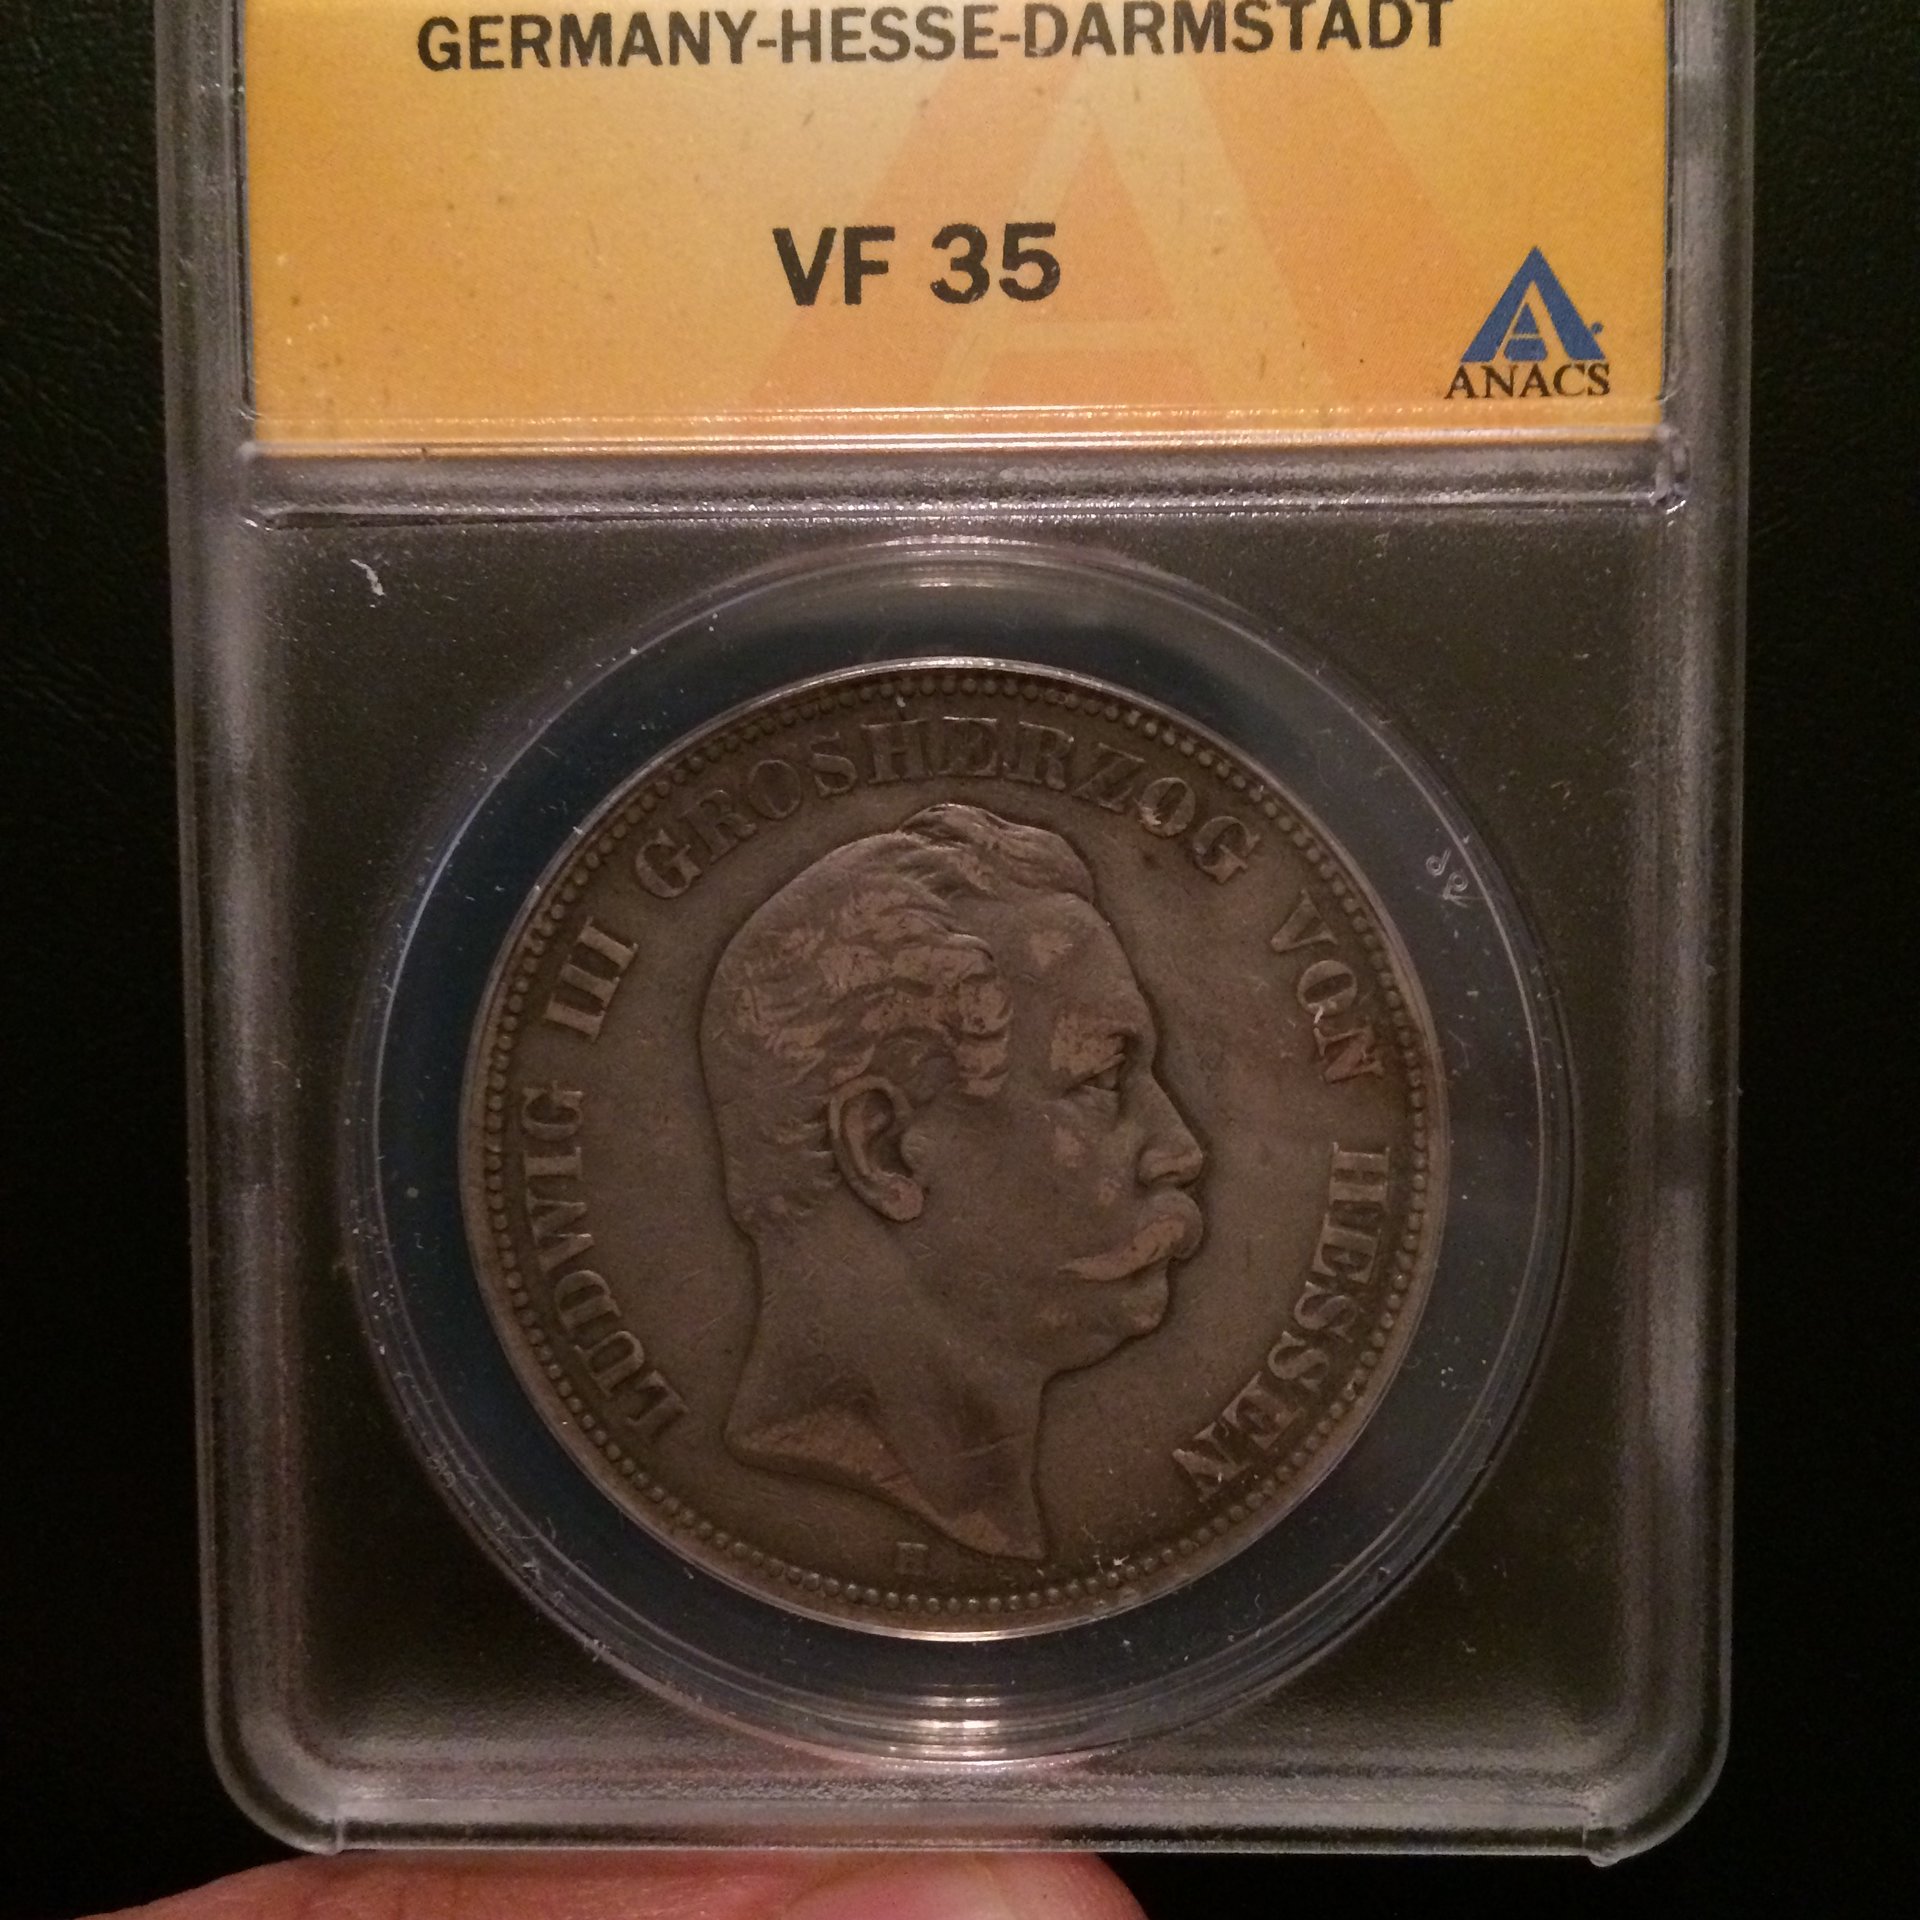 GERMANY-HESSE-DARMSTADT
VF 35
ANACS
LUDWIG III GROSHERZOG VON HESSEN
H